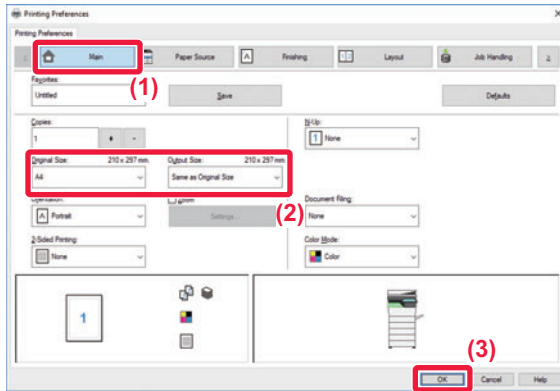 Printing Preferences
Printing Preferences
Main Paper Source Finishing Layout Job Handling
(1)
Favorites:
Untitled Save Defaults
Copies: N-Up:
1 + - 1 None
Original Size: 210 x 297 mm. Output Size: 210 x 297 mm.
A4 Same as Original Size
(2)
Orientation: Zoom Document Filing:
Portrait Settings... None
2-Sided Printing: Color Mode:
None Color
1
(3)
OK Cancel Help